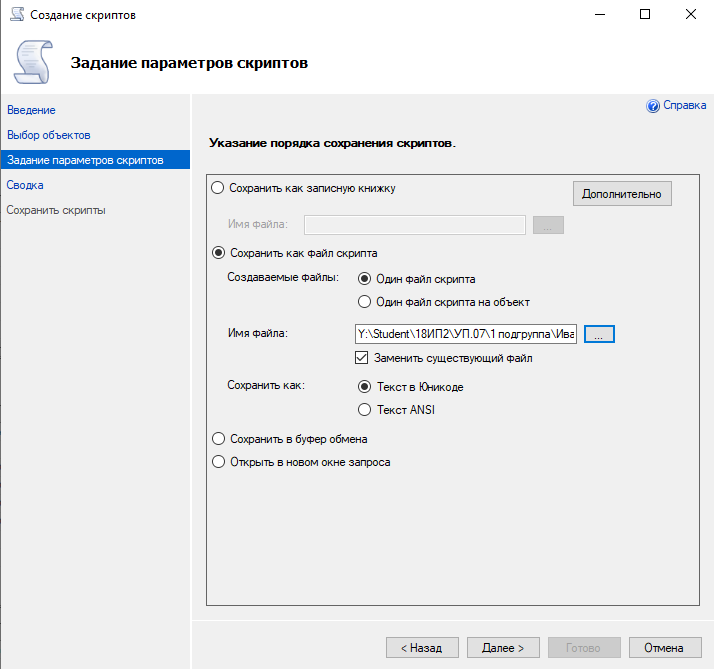 Создание скриптов
Задание параметров скриптов
Введение
Выбор объектов
Задание параметров скриптов
Сводка
Сохранить скрипты
Справка
Указание порядка сохранения скриптов.
Сохранить как записную книжку
Дополнительно
Имя файла:
...
Сохранить как файл скрипта
Создаваемые файлы:
Один файл скрипта
Один файл скрипта на объект
Имя файла:
Y:\Student\18ИП2\УП.07\1 подгруппа\Ива
...
Заменить существующий файл
Сохранить как:
Текст в Юникоде
Текст ANSI
Сохранить в буфер обмена
Открыть в новом окне запроса
< Назад
Далее >
Готово
Отмена